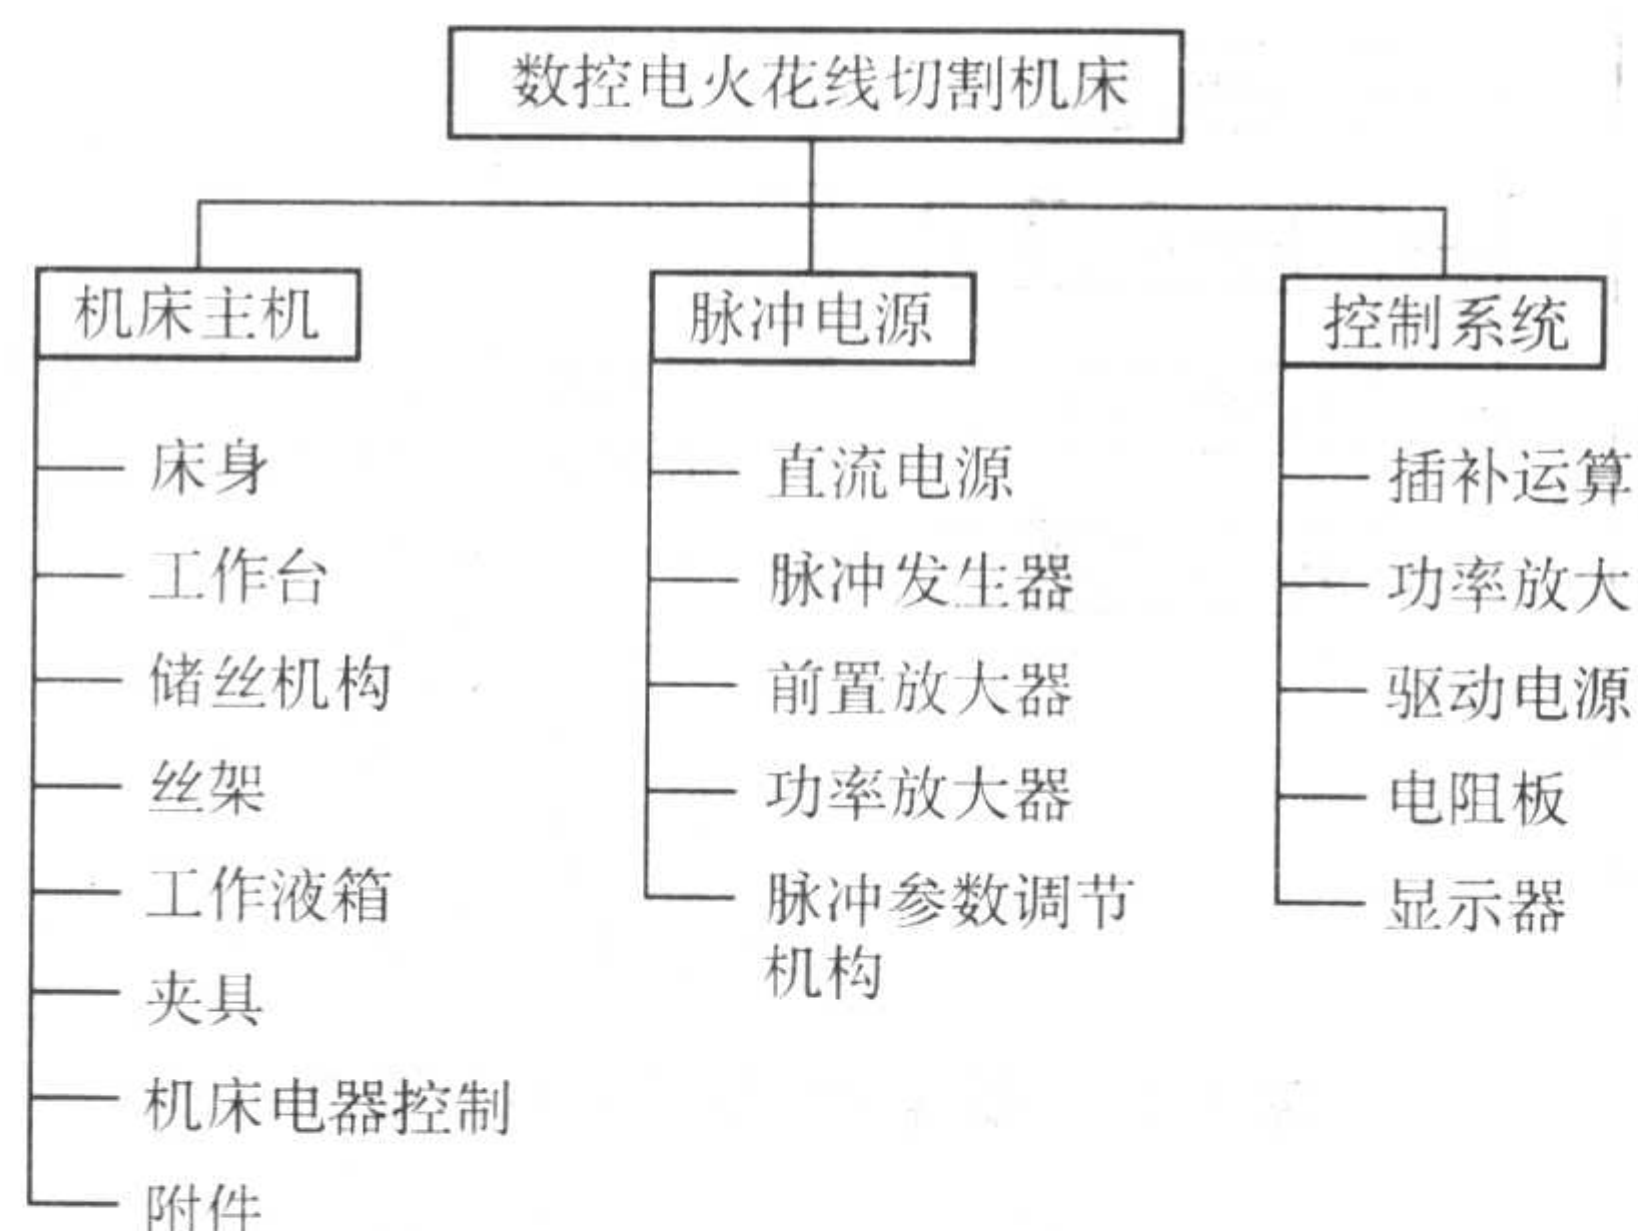 数控电火花线切割机床
机床主机
脉冲电源
控制系统
床身
工作台
储丝机构
丝架
工作液箱
夹具
机床电器控制
附件
直流电源
脉冲发生器
前置放大器
功率放大器
脉冲参数调节
机构
插补运算
功率放大
驱动电源
电阻板
显示器